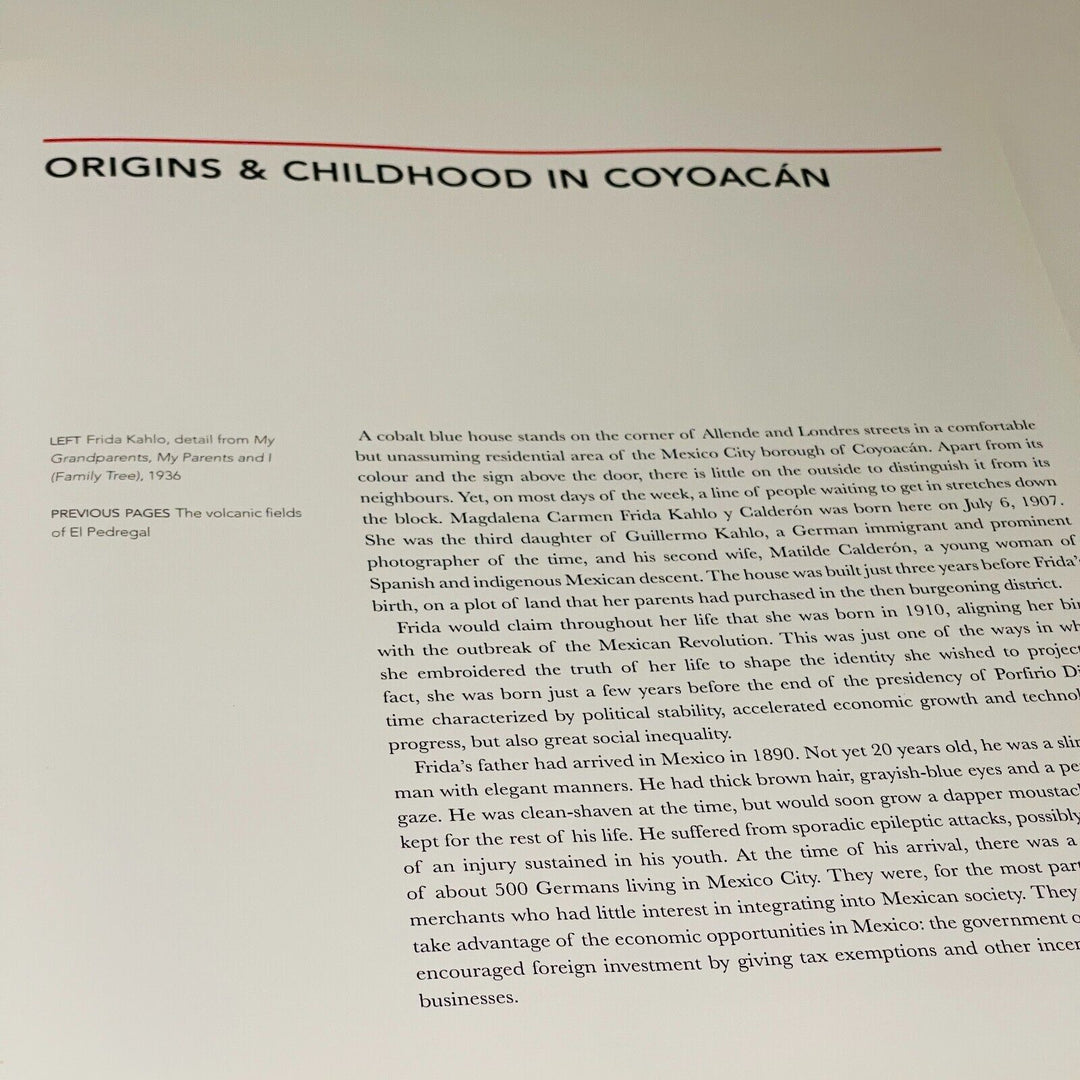 ORIGINS & CHILDHOOD IN COYOACÁN
LEFT Frida Kahlo, detail from My
Grandparents, My Parents and I
(Family Tree), 1936
PREVIOUS PAGES The volcanic fields
of El Pedregal
A cobalt blue house stands on the corner of Allende and Londres streets in a comfortable
but unassuming residential area of the Mexico City borough of Coyoacán. Apart from its
colour and the sign above the door, there is little on the outside to distinguish it from its
neighbours. Yet, on most days of the week, a line of people waiting to get in stretches down
the block. Magdalena Carmen Frida Kahlo y Calderón was born here on July 6, 1907.
She was the third daughter of Guillermo Kahlo, a German immigrant and prominent
photographer of the time, and his second wife, Matilde Calderón, a young woman of
Spanish and indigenous Mexican descent. The house was built just three years before Frida's
birth, on a plot of land that her parents had purchased in the then burgeoning district.
Frida would claim throughout her life that she was born in 1910, aligning her
with the outbreak of the Mexican Revolution. This was just one of the ways in
she embroidered the truth of her life to shape the identity she wished to project
fact, she was born just a few years before the end of the presidency of Porfirio
time characterized by political stability, accelerated economic growth and
progress, but also great social inequality.
Frida's father had arrived in Mexico in 1890. Not yet 20 years old, he was a
man with elegant manners. He had thick brown hair, grayish-blue eyes and a
gaze. He was clean-shaven at the time, but would soon grow a dapper
kept for the rest of his life. He suffered from sporadic epileptic attacks, possibly
of an injury sustained in his youth. At the time of his arrival, there was a
of about 500 Germans living in Mexico City. They were, for the most part
merchants who had little interest in integrating into Mexican society. They
take advantage of the economic opportunities in Mexico: the government
encouraged foreign investment by giving tax exemptions and other
businesses.